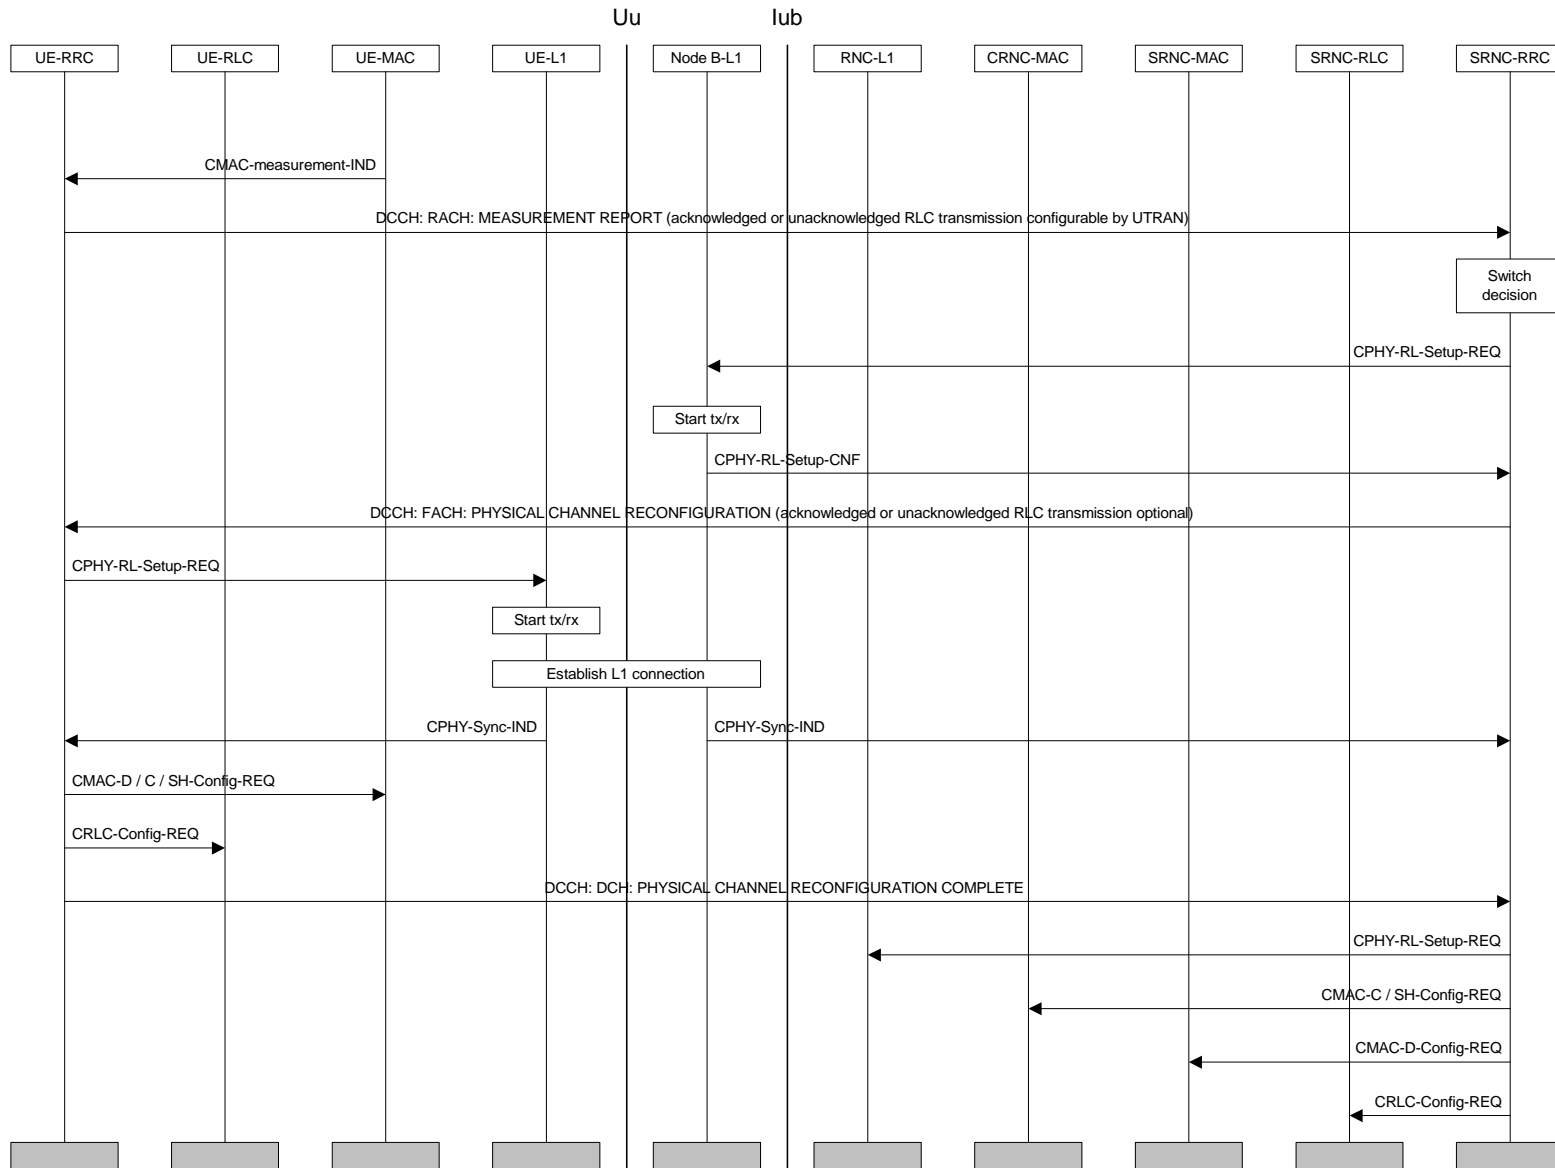 Uu
Iub
UE-RRC
UE-RLC
UE-MAC
UE-L1
Node B-L1
RNC-L1
CRNC-MAC
SRNC-MAC
SRNC-RLC
SRNC-RRC
CMAC-measurement-IND
DCCH: RACH: MEASUREMENT REPORT (acknowledged or unacknowledged RLC transmission configurable by UTRAN)
Switch
decision
CPHY-RL-Setup-REQ
Start tx/rx
CPHY-RL-Setup-CNF
DCCH: FACH: PHYSICAL CHANNEL RECONFIGURATION (acknowledged or unacknowledged RLC transmission optional)
CPHY-RL-Setup-REQ
Start tx/rx
Establish L1 connection
CPHY-Sync-IND
CPHY-Sync-IND
CMAC-D / C / SH-Config-REQ
CRLC-Config-REQ
DCCH: DCH: PHYSICAL CHANNEL RECONFIGURATION COMPLETE
CPHY-RL-Setup-REQ
CMAC-C / SH-Config-REQ
CMAC-D-Config-REQ
CRLC-Config-REQ